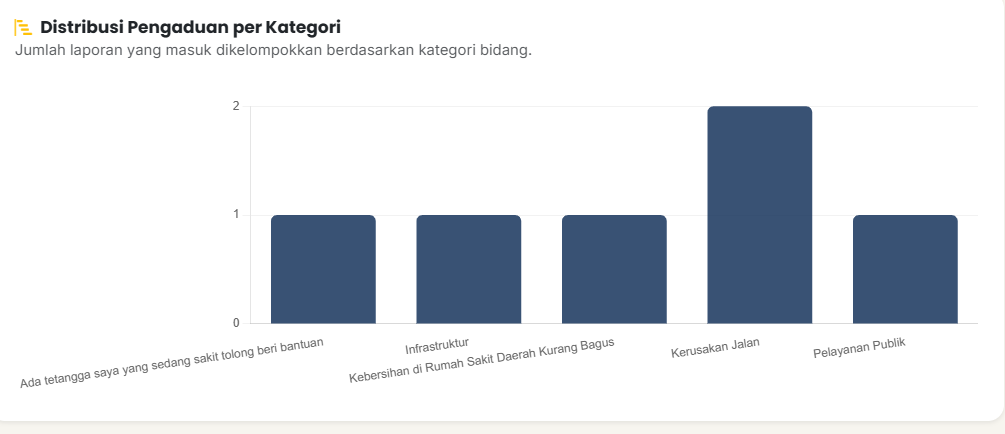 Distribusi Pengaduan per Kategori
Jumlah laporan yang masuk dikelompokkan berdasarkan kategori bidang.
2
1
0
Ada tetangga saya yang sedang sakit tolong beri bantuan
Infrastruktur
Kebersihan di Rumah Sakit Daerah Kurang Bagus
Kerusakan Jalan
Pelayanan Publik